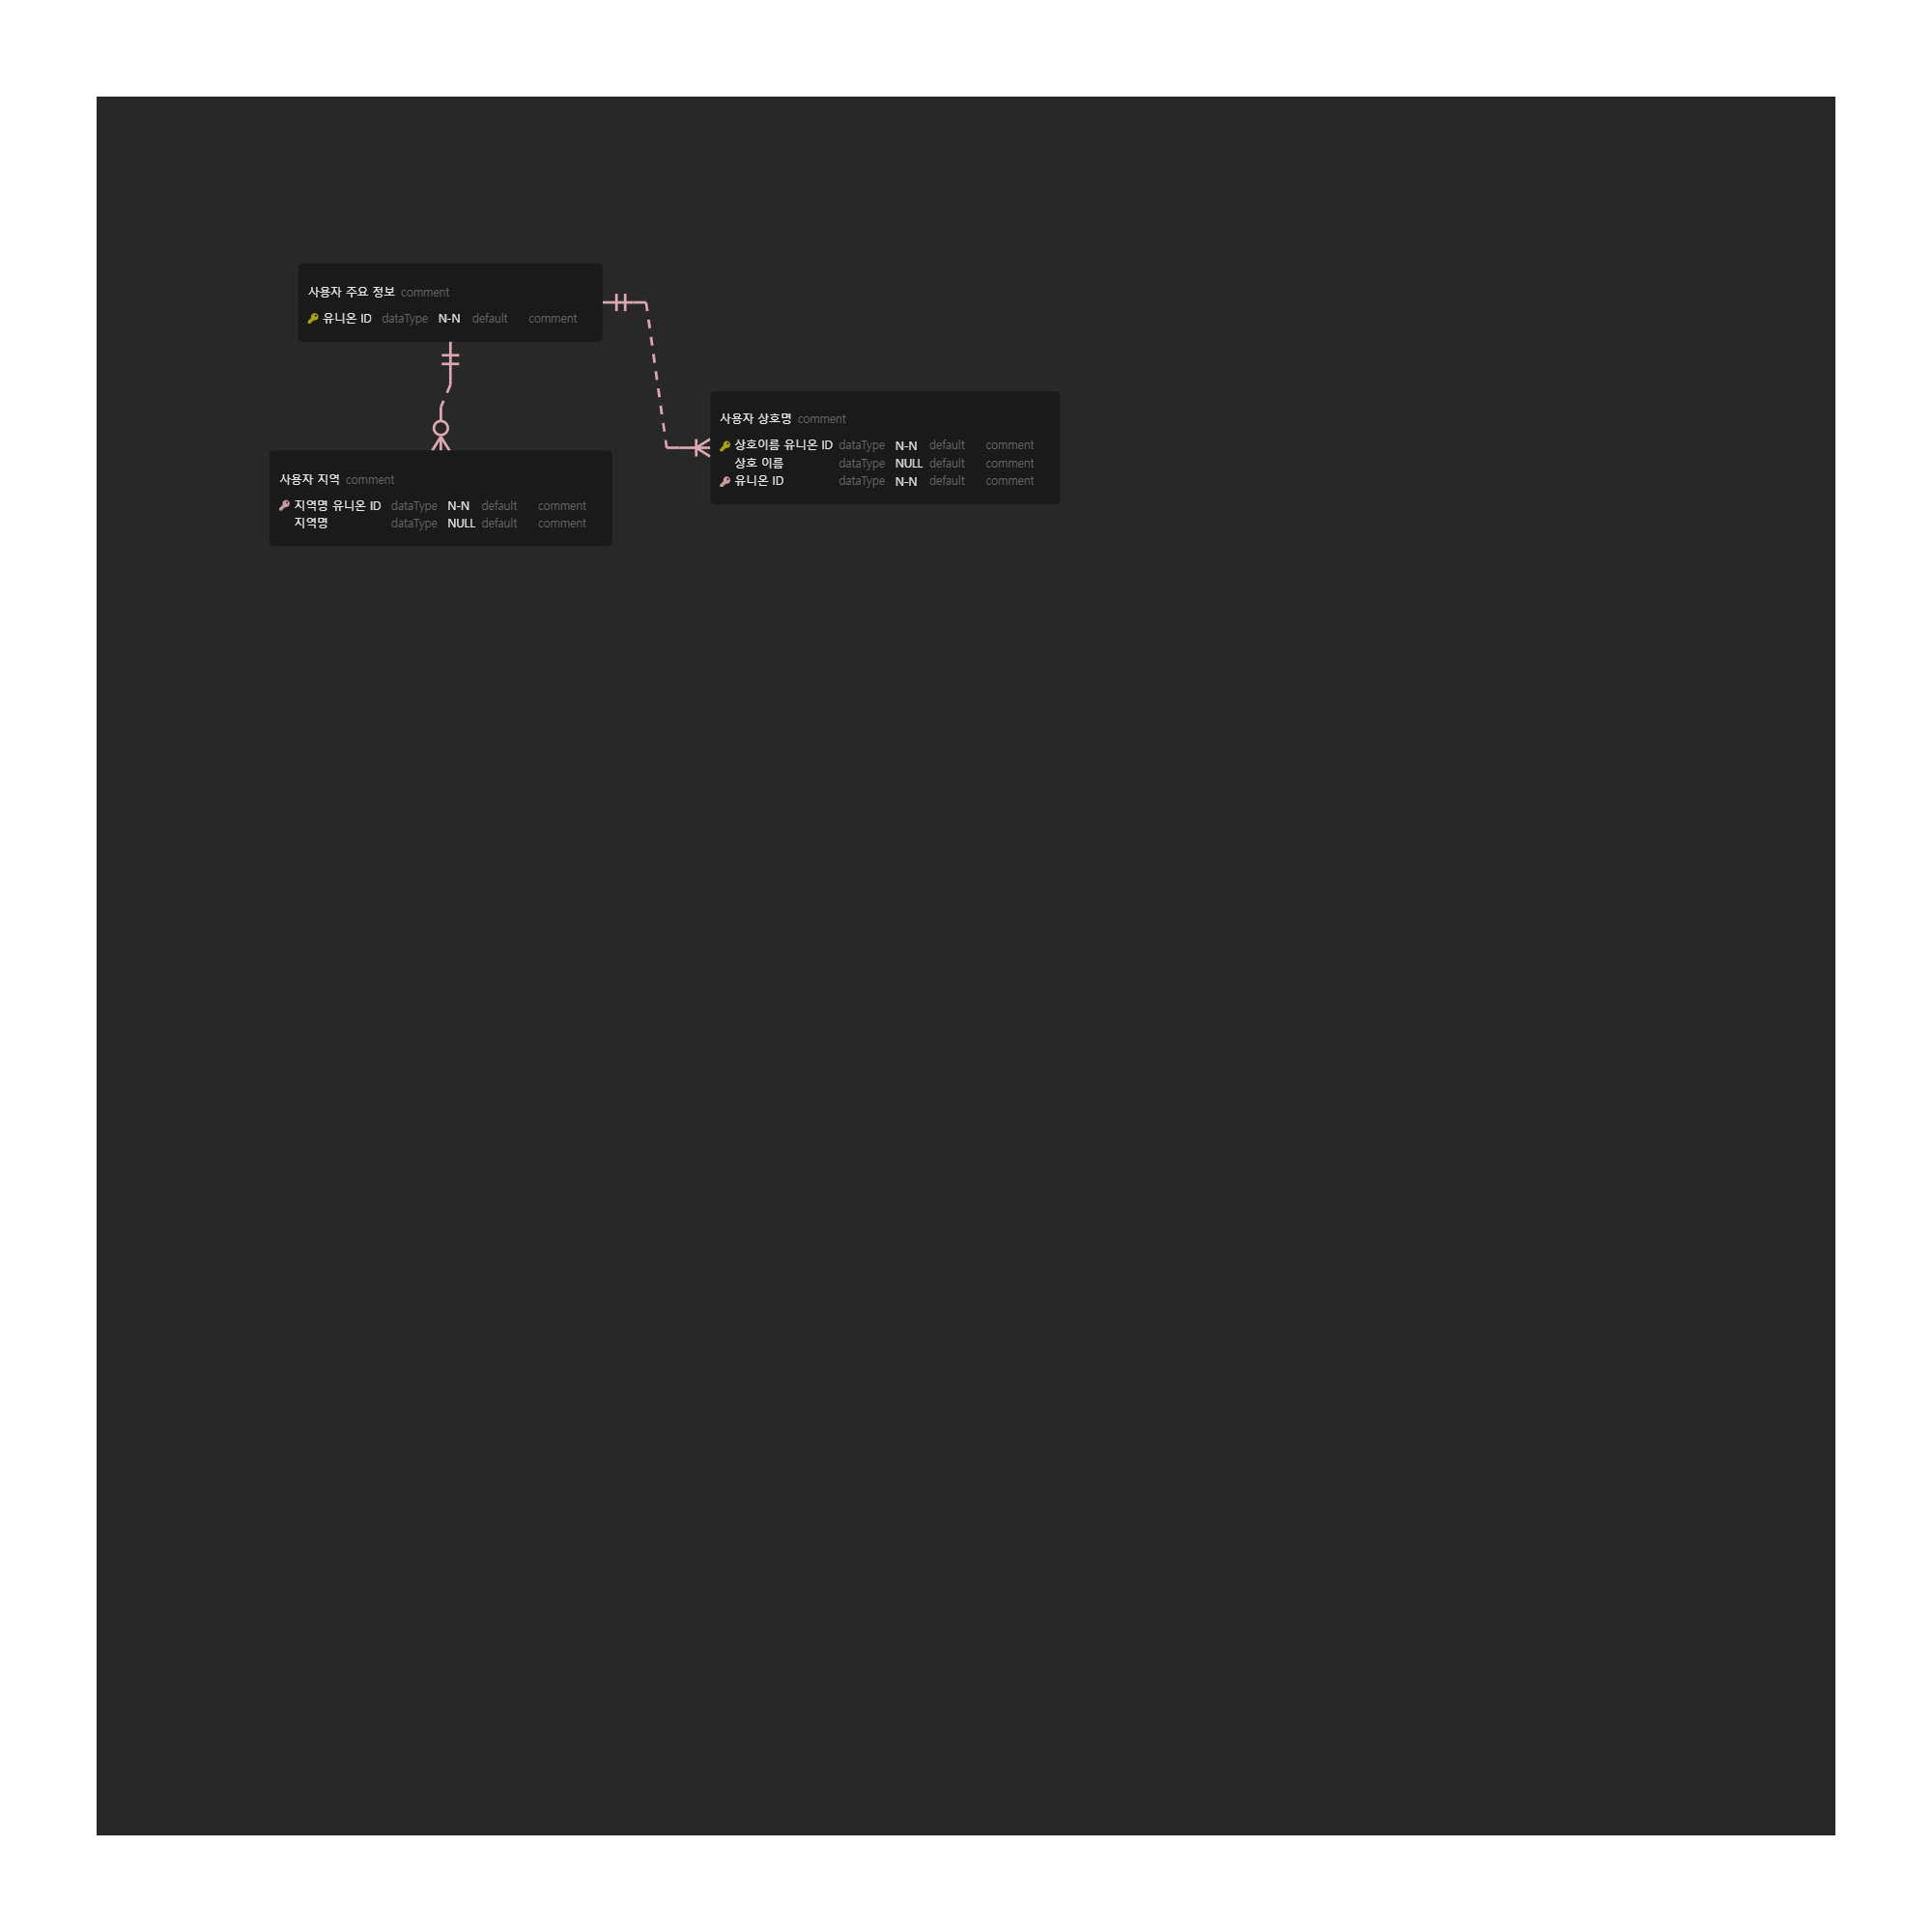 사용자 주요 정보 comment
유니온 ID dataType N-N default comment
사용자 상호명 comment
상호이름 유니온 ID dataType N-N default comment
상호 이름 dataType NULL default comment
유니온 ID dataType N-N default comment
사용자 지역 comment
지역명 유니온 ID dataType N-N default comment
지역명 dataType NULL default comment